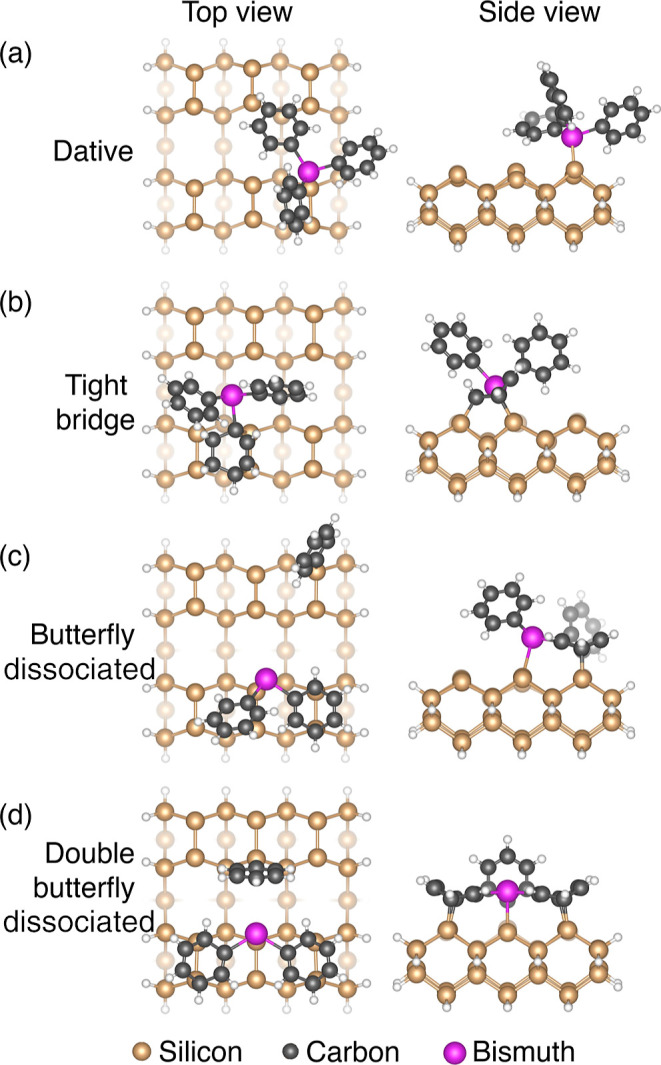 Top view
Side view
(a)
Dative
(b)
Tight
bridge
(c)
Butterfly
dissociated
(d)
Double
butterfly
dissociated
Silicon
Carbon
Bismuth